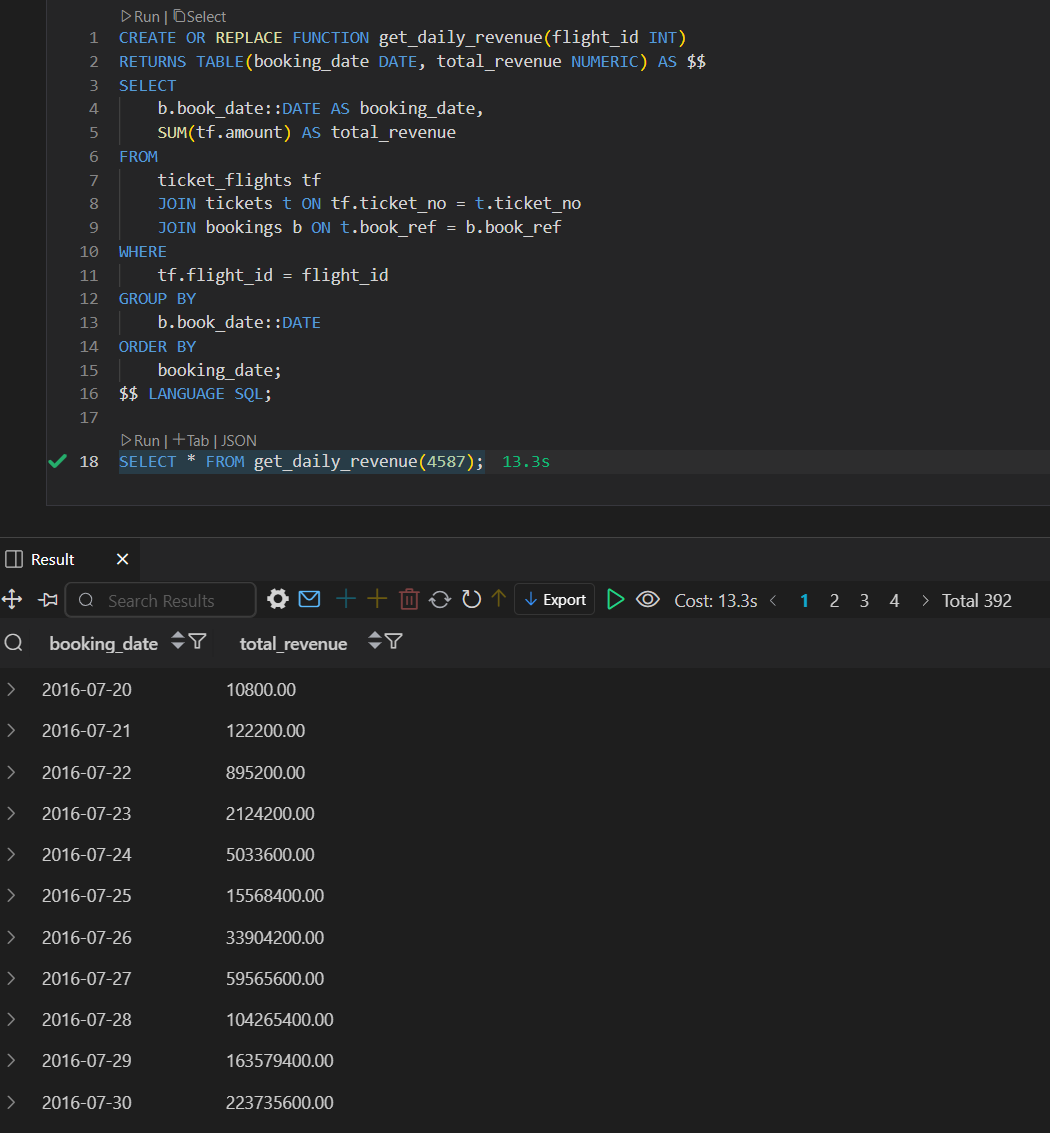 Run | Select
1 CREATE OR REPLACE FUNCTION get_daily_revenue(flight_id INT)
2 RETURNS TABLE(booking_date DATE, total_revenue NUMERIC) AS $$
3 SELECT
4 b.book_date::DATE AS booking_date,
5 SUM(tf.amount) AS total_revenue
6 FROM
7 ticket_flights tf
8 JOIN tickets t ON tf.ticket_no = t.ticket_no
9 JOIN bookings b ON t.book_ref = b.book_ref
10 WHERE
11 tf.flight_id = flight_id
12 GROUP BY
13 b.book_date::DATE
14 ORDER BY
15 booking_date;
16 $$ LANGUAGE SQL;
17
Run | +Tab | JSON
18 SELECT * FROM get_daily_revenue(4587); 13.3s
Result
Search Results Export Cost: 13.3s < 1 2 3 4 > Total 392
booking_date total_revenue
2016-07-20 10800.00
2016-07-21 122200.00
2016-07-22 895200.00
2016-07-23 2124200.00
2016-07-24 5033600.00
2016-07-25 15568400.00
2016-07-26 33904200.00
2016-07-27 59565600.00
2016-07-28 104265400.00
2016-07-29 163579400.00
2016-07-30 223735600.00